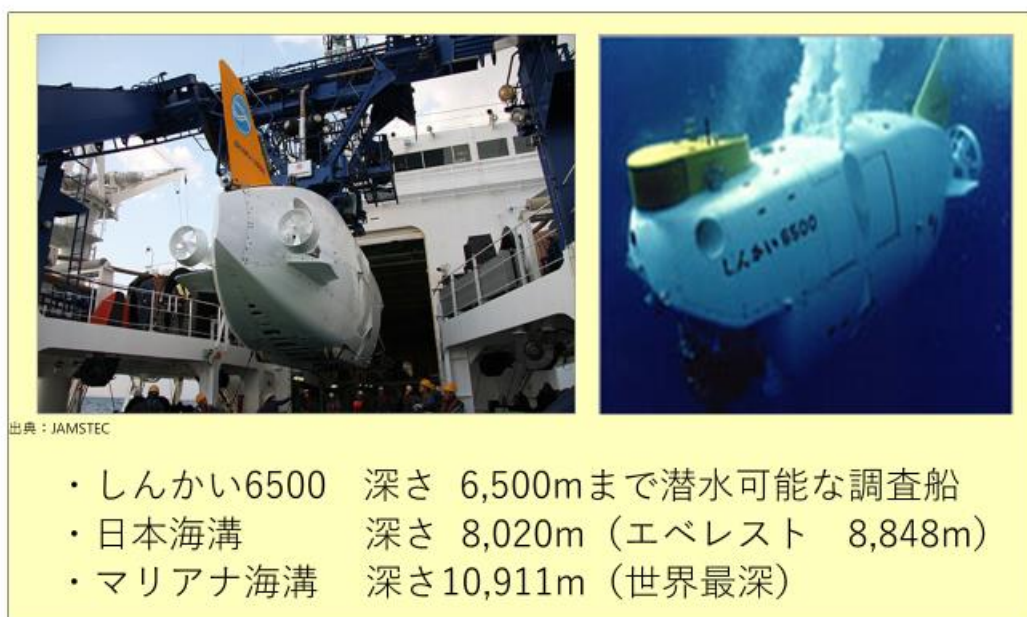 しんかい6500
出典：JAMSTEC
・しんかい6500　深さ 6,500mまで潜水可能な調査船
・日本海溝　深さ 8,020m（エベレスト　8,848m）
・マリアナ海溝　深さ10,911m（世界最深）